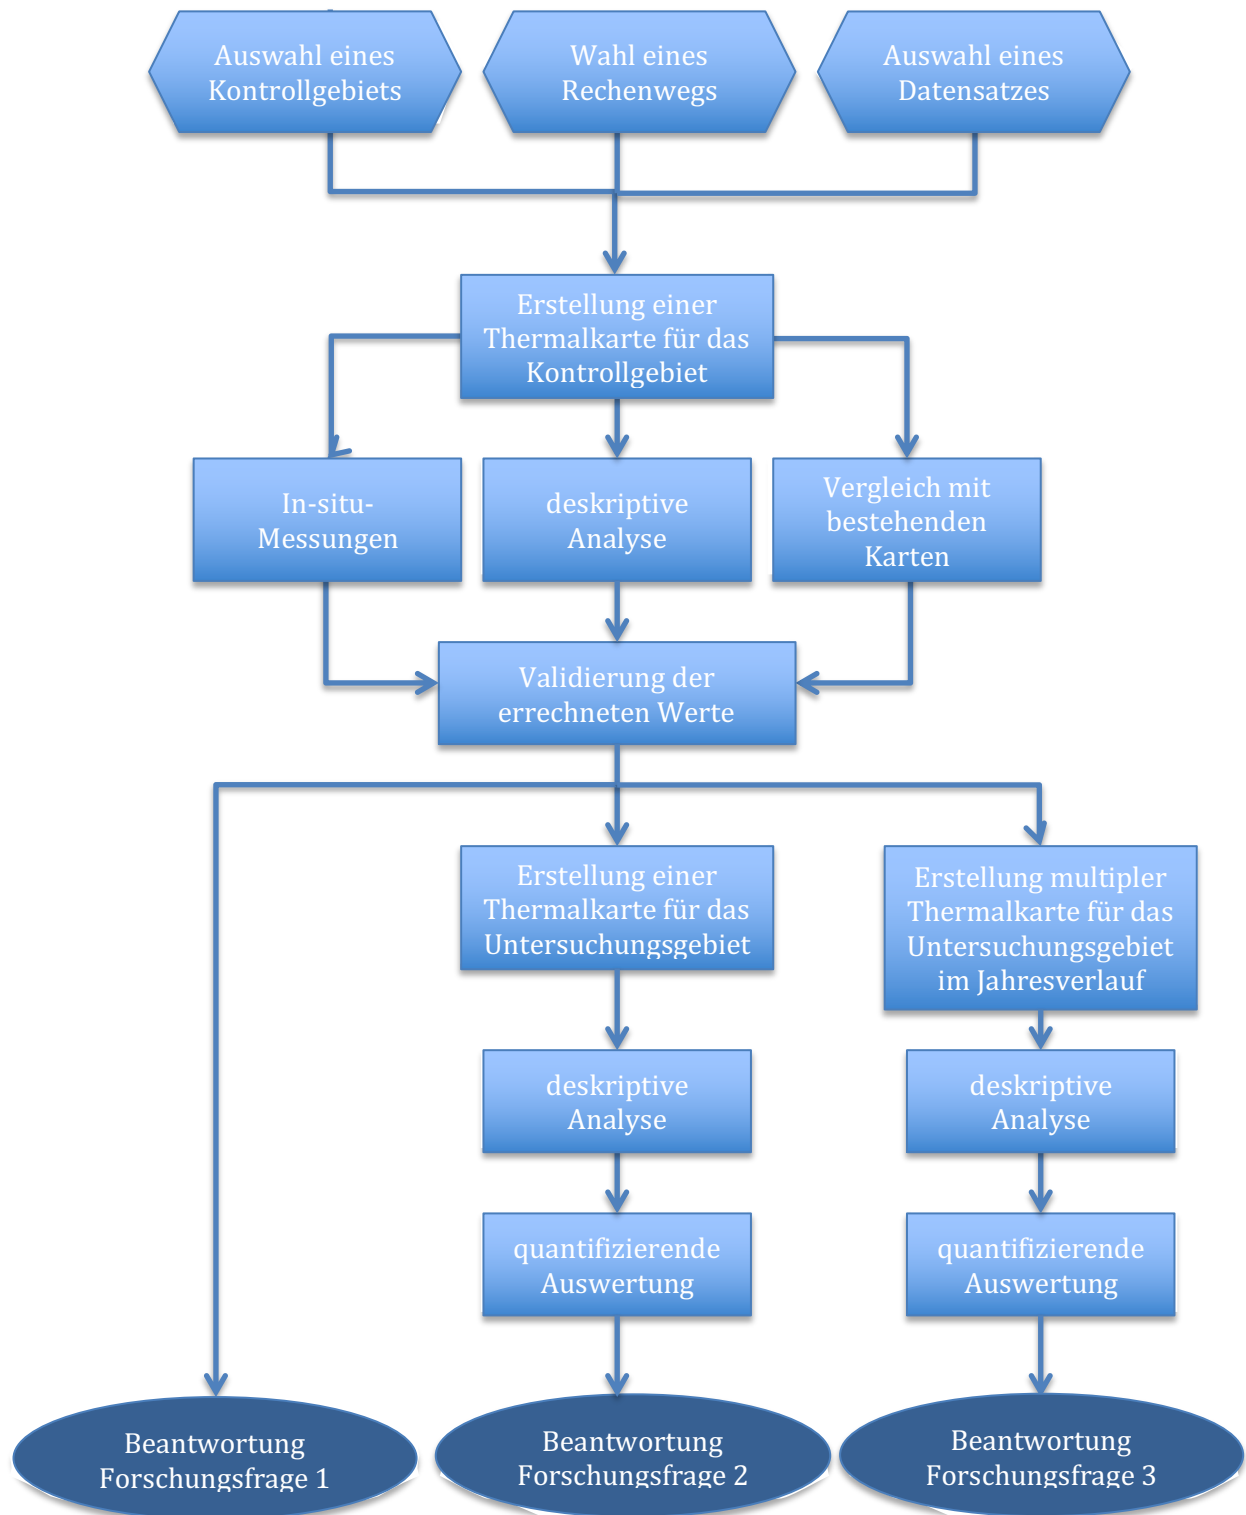 Auswahl eines
Kontrollgebiets
Wahl eines
Rechenwegs
Auswahl eines
Datensatzes
Erstellung einer
Thermalkarte für das
Kontrollgebiet
In-situ-
Messungen
deskriptive
Analyse
Vergleich mit
bestehenden
Karten
Validierung der
errechneten Werte
Erstellung einer
Thermalkarte für das
Untersuchungsgebiet
Erstellung multipler
Thermalkarte für das
Untersuchungsgebiet
im Jahresverlauf
deskriptive
Analyse
deskriptive
Analyse
quantifizierende
Auswertung
quantifizierende
Auswertung
Beantwortung
Forschungsfrage 1
Beantwortung
Forschungsfrage 2
Beantwortung
Forschungsfrage 3